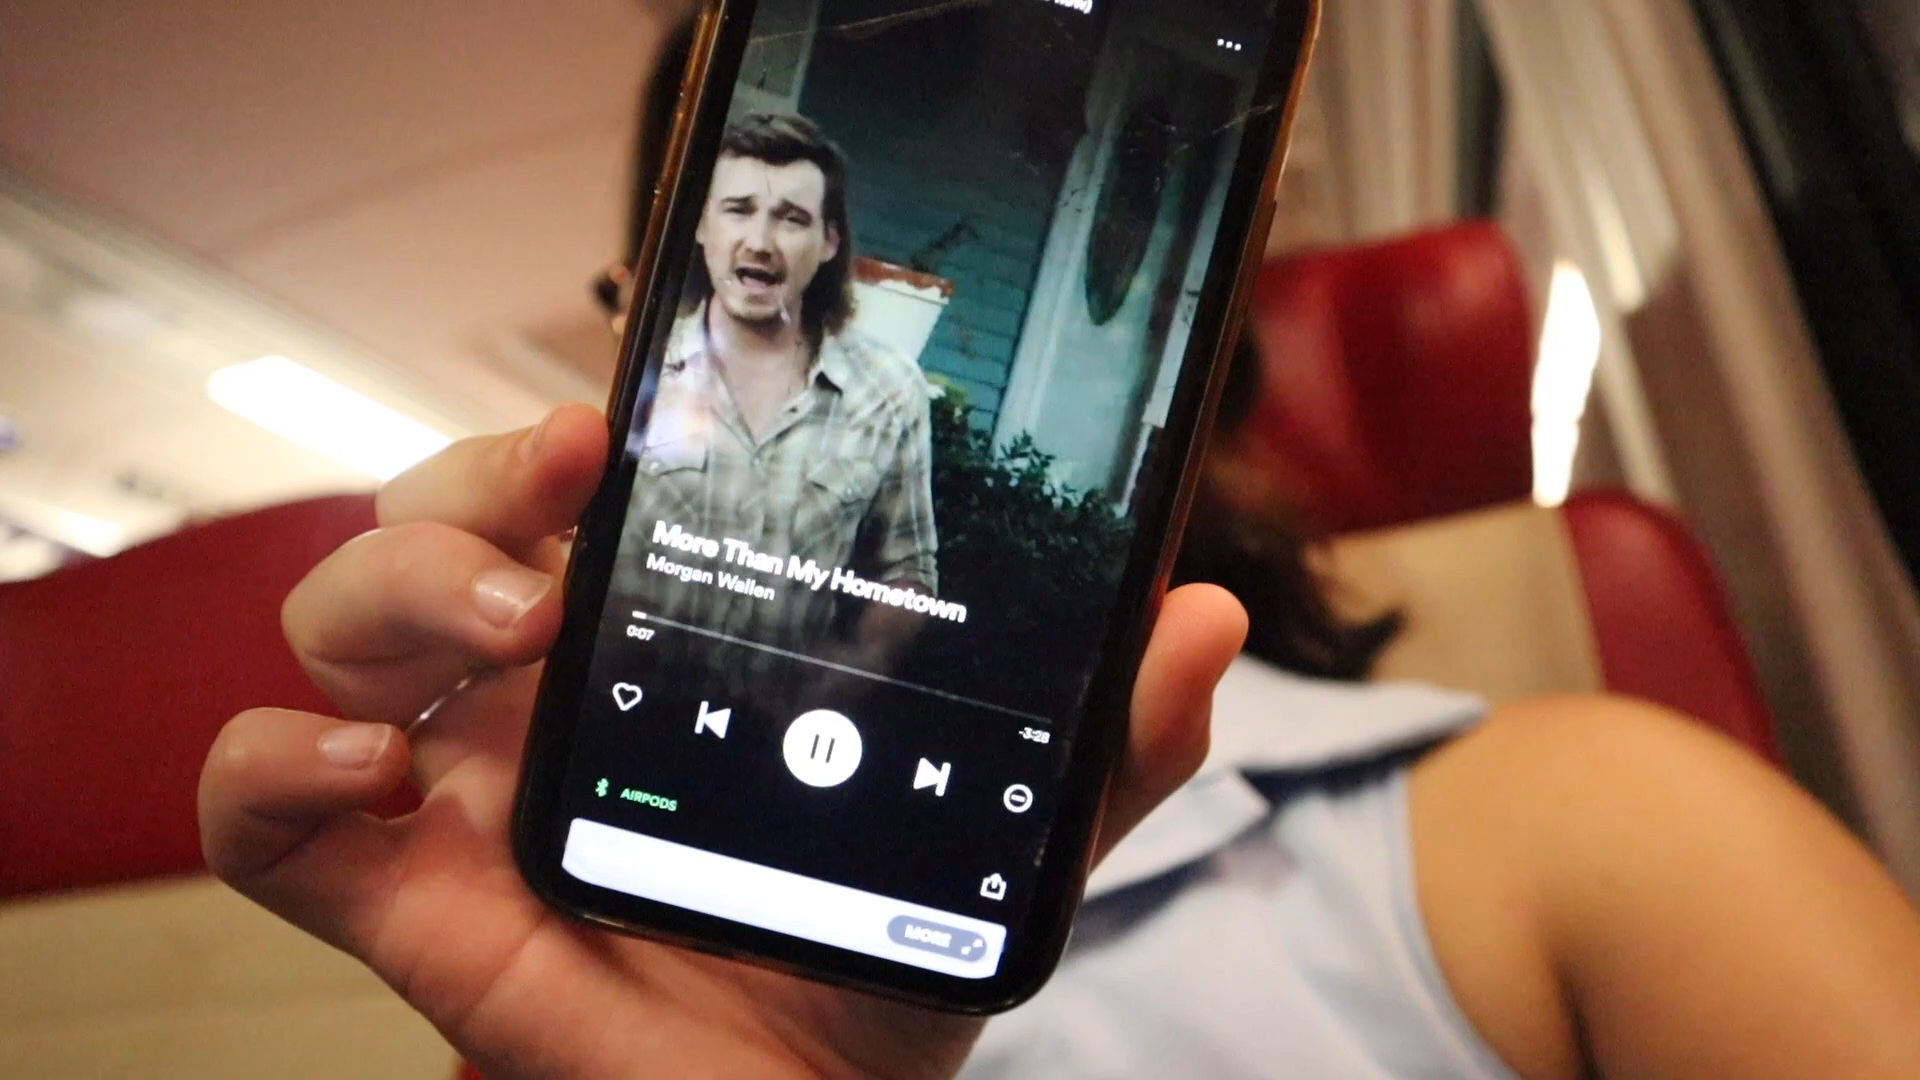 More Than My Hometown
Morgan Wallen
0:07
-3:28
AIRPODS
MORE